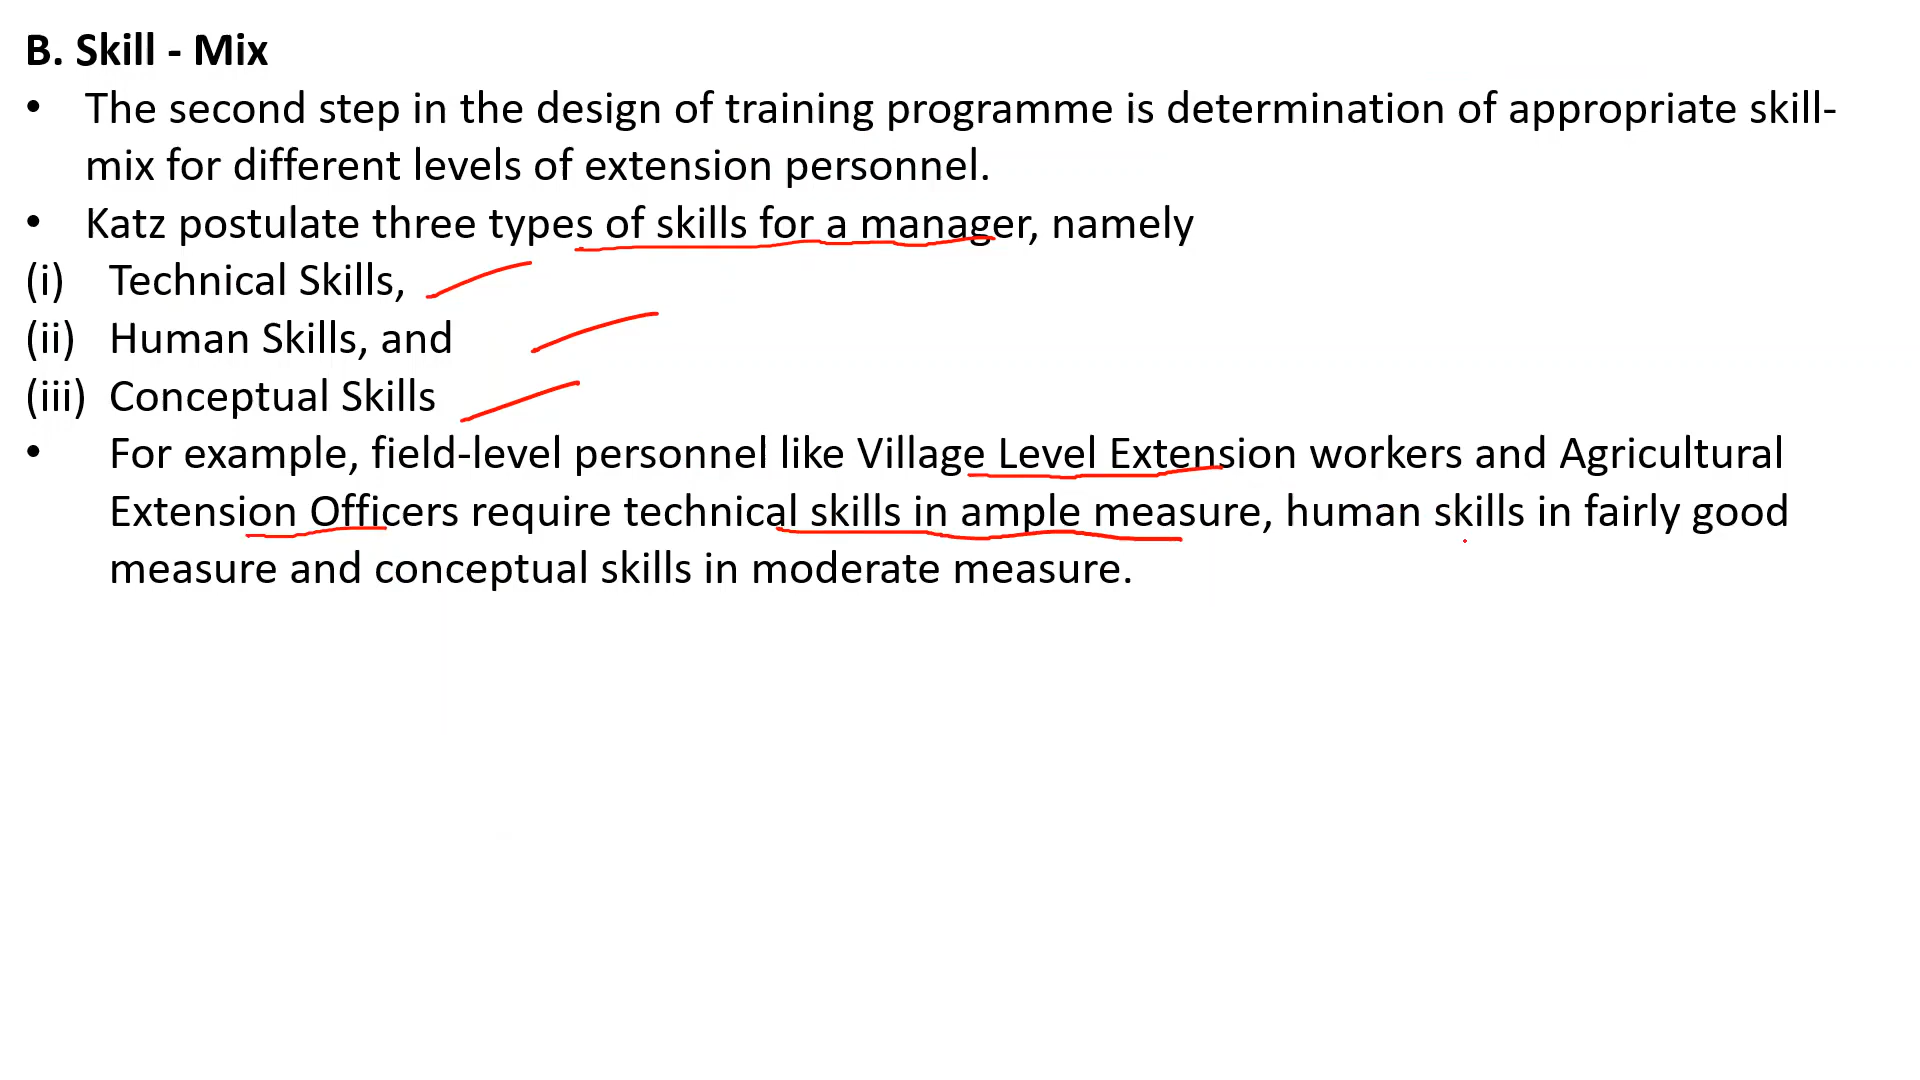 B. Skill - Mix
• The second step in the design of training programme is determination of appropriate skill-
mix for different levels of extension personnel.
• Katz postulate three types of skills for a manager, namely
(i) Technical Skills,
(ii) Human Skills, and
(iii) Conceptual Skills
• For example, field-level personnel like Village Level Extension workers and Agricultural
Extension Officers require technical skills in ample measure, human skills in fairly good
measure and conceptual skills in moderate measure.